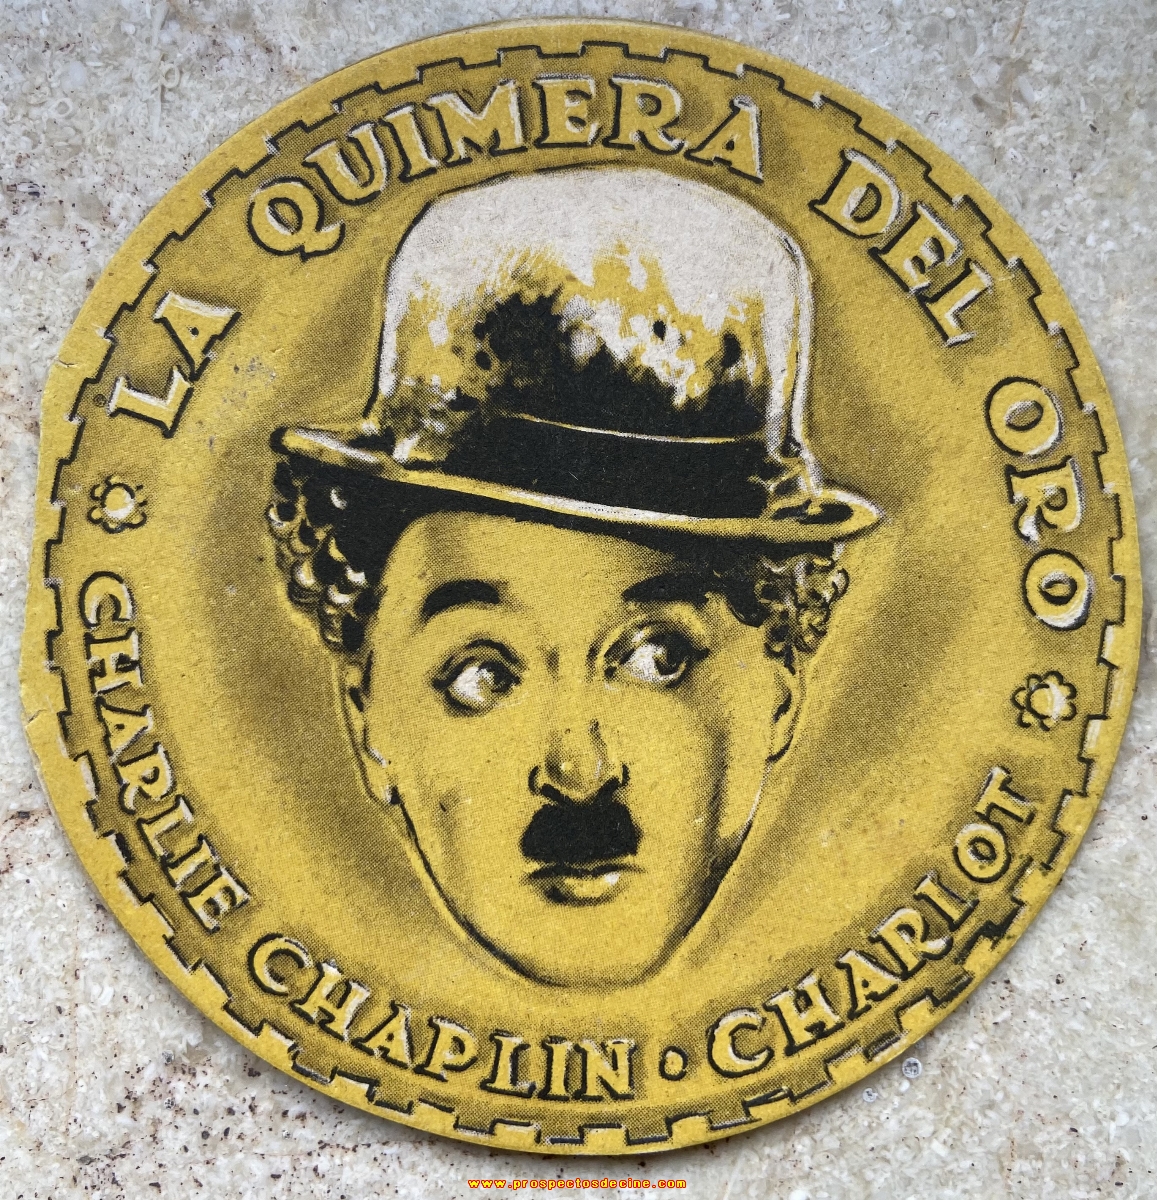 LA QUIMERA DEL ORO
CHARLIE CHAPLIN • CHARLOT
www.prospectosdecine.com